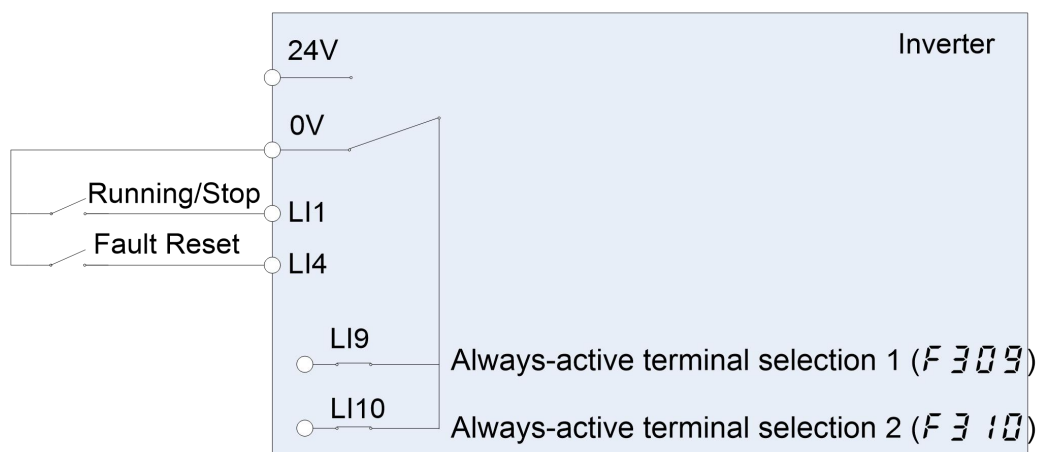 24V
Inverter
0V
Running/Stop
LI1
Fault Reset
LI4
LI9
Always-active terminal selection 1 (F309)
LI10
Always-active terminal selection 2 (F310)